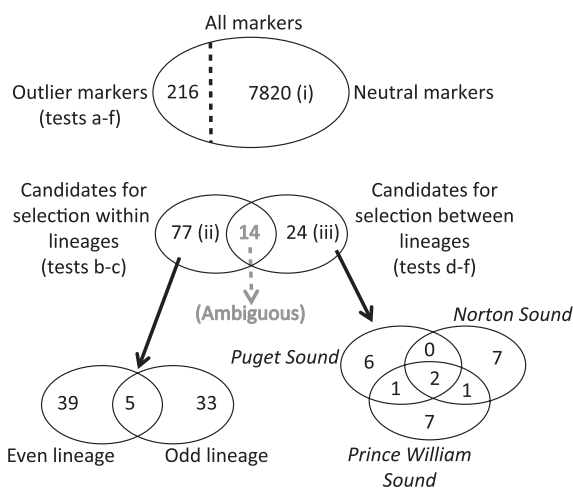 All markers
Outlier markers
(tests a-f)
216
7820 (i)
Neutral markers
Candidates for
selection within
lineages
(tests b-c)
77 (ii)
14
24 (iii)
Candidates for
selection between
lineages
(tests d-f)
(Ambiguous)
39
5
33
Even lineage
Odd lineage
Puget Sound
Norton Sound
6
0
7
1
2
1
7
Prince William
Sound